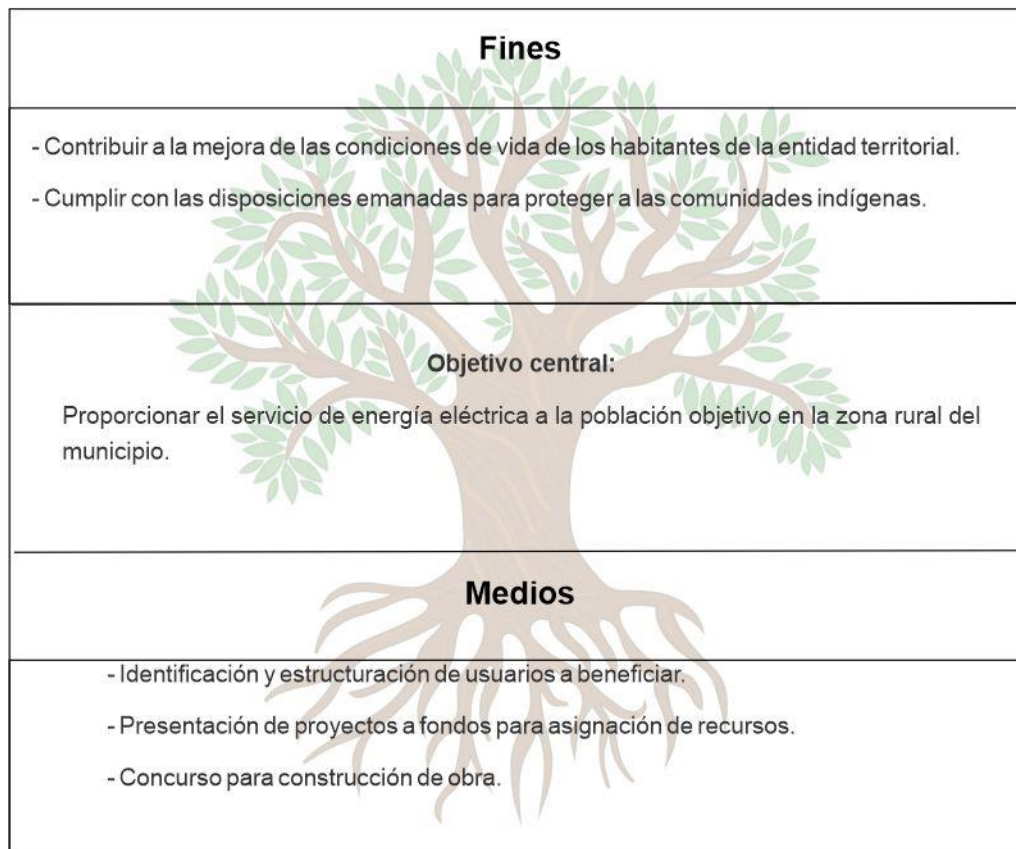 Fines
- Contribuir a la mejora de las condiciones de vida de los habitantes de la entidad territorial.
- Cumplir con las disposiciones emanadas para proteger a las comunidades indígenas.
Objetivo central:
Proporcionar el servicio de energía eléctrica a la población objetivo en la zona rural del
municipio.
Medios
- Identificación y estructuración de usuarios a beneficiar.
- Presentación de proyectos a fondos para asignación de recursos.
- Concurso para construcción de obra.